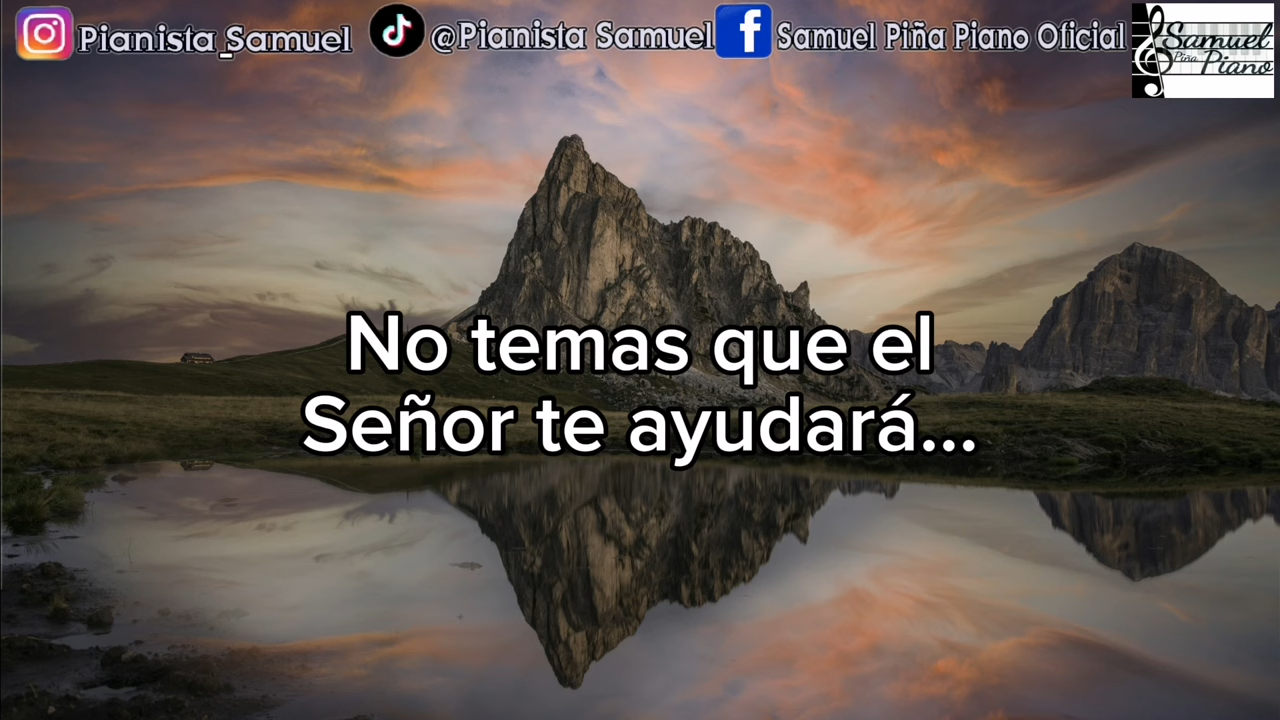 Pianista_Samuel @Pianista Samuel Samuel Piña Piano Oficial
Samuel
Piña Piano
No temas que el
Señor te ayudará...